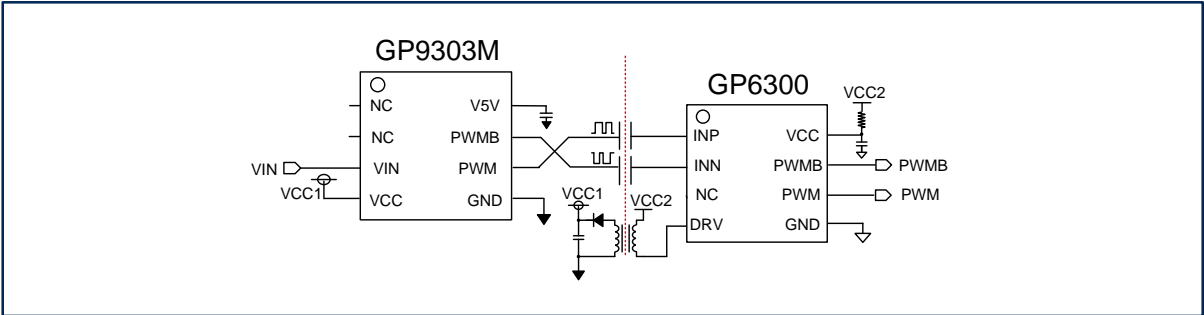 GP9303M
NC
NC
VIN
VCC
V5V
PWMB
PWM
GND
VIN
VCC1
VCC1
VCC2
GP6300
INP
INN
NC
DRV
VCC
PWMB
PWM
GND
VCC2
PWMB
PWM